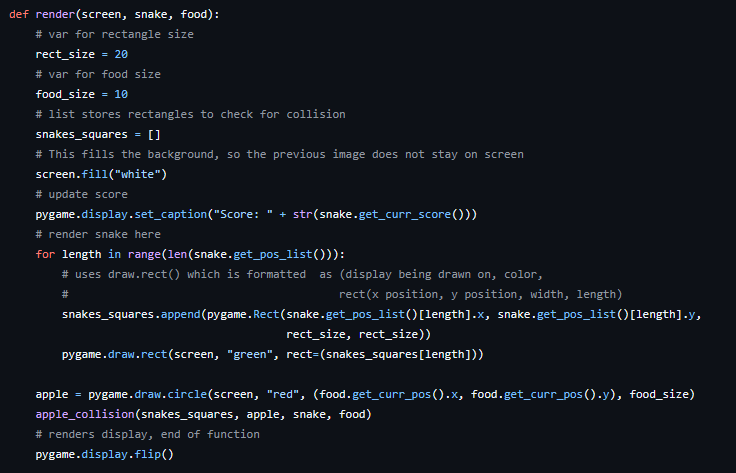 def render(screen, snake, food):
    # var for rectangle size
    rect_size = 20
    # var for food size
    food_size = 10
    # list stores rectangles to check for collision
    snakes_squares = []
    # This fills the background, so the previous image does not stay on screen
    screen.fill("white")
    # update score
    pygame.display.set_caption("Score: " + str(snake.get_curr_score()))
    # render snake here
    for length in range(len(snake.get_pos_list())):
        # uses draw.rect() which is formatted  as (display being drawn on, color,
        #                                         rect(x position, y position, width, length)
        snakes_squares.append(pygame.Rect(snake.get_pos_list()[length].x, snake.get_pos_list()[length].y,
                                          rect_size, rect_size))
        pygame.draw.rect(screen, "green", rect=(snakes_squares[length]))

    apple = pygame.draw.circle(screen, "red", (food.get_curr_pos().x, food.get_curr_pos().y), food_size)
    apple_collision(snakes_squares, apple, snake, food)
    # renders display, end of function
    pygame.display.flip()